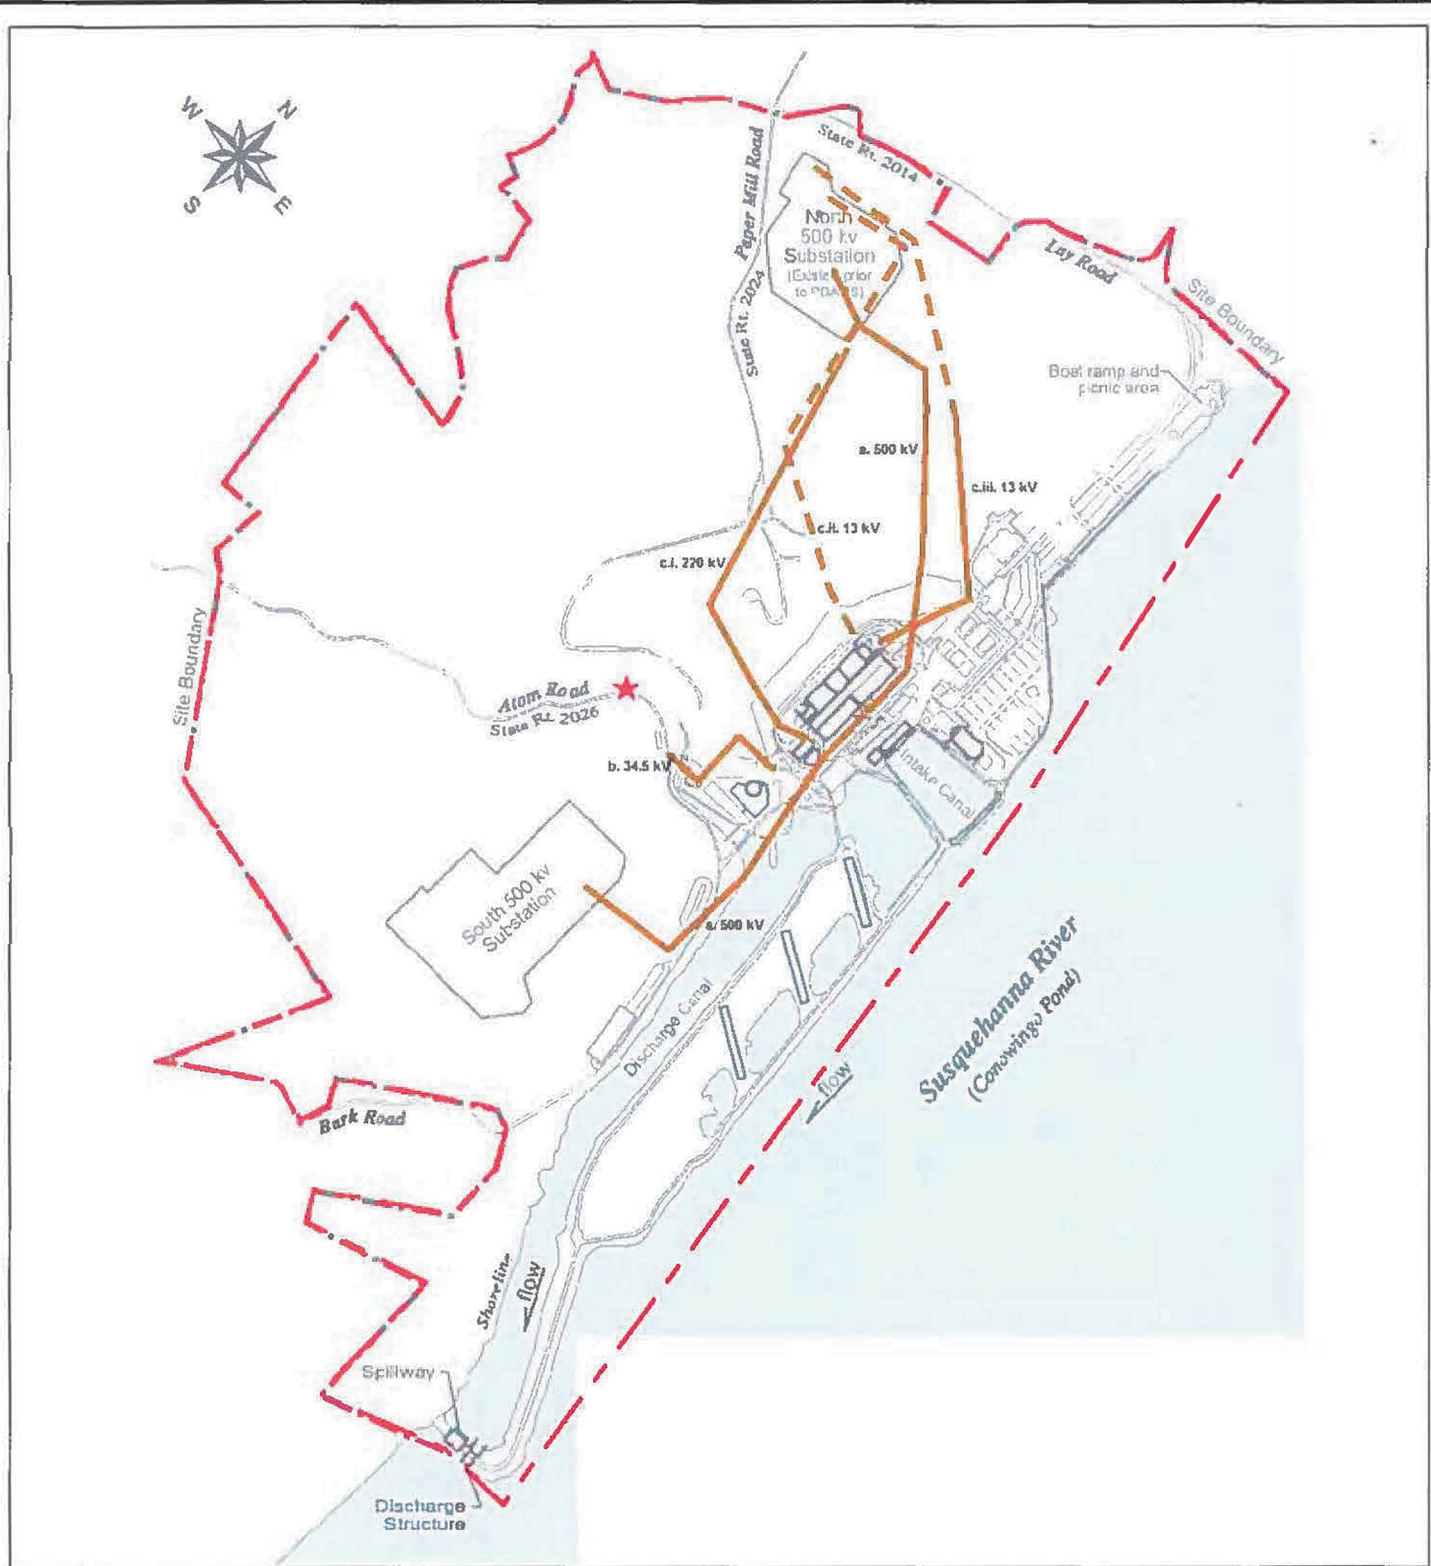 W
N
S
E
Paper Mill Road
State Rt. 2024
State Rt. 2014
North
500 kv
Substation
prior
Lay Road
Site Boundary
Boat ramp and
picnic area
a. 500 kV
c.iii. 13 kV
c.ii. 13 kV
c.i. 220 kV
Site Boundary
Atom Road
State Rt. 2026
b. 34.5 kV
Intake Canal
South 500 kv
Substation
a. 500 kV
Discharge Canal
Susquehanna River
(Conowingo Pond)
flow
Bark Road
Shoreline
flow
Spillway
Discharge
Structure